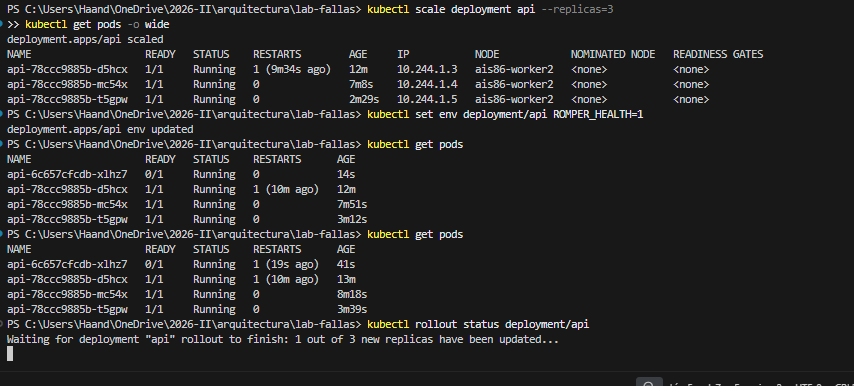 PS C:\Users\Haand\OneDrive\2026-II\arquitectura\lab-fallas> kubectl scale deployment api --replicas=3
>> kubectl get pods -o wide
deployment.apps/api scaled
NAME READY STATUS RESTARTS AGE IP NODE NOMINATED NODE READINESS GATES
api-78ccc9885b-d5hcx 1/1 Running 1 (9m34s ago) 12m 10.244.1.3 ais86-worker2 <none> <none>
api-78ccc9885b-mc54x 1/1 Running 0 7m8s 10.244.1.4 ais86-worker2 <none> <none>
api-78ccc9885b-t5gpw 1/1 Running 0 2m29s 10.244.1.5 ais86-worker2 <none> <none>
PS C:\Users\Haand\OneDrive\2026-II\arquitectura\lab-fallas> kubectl set env deployment/api ROMPER_HEALTH=1
deployment.apps/api env updated
PS C:\Users\Haand\OneDrive\2026-II\arquitectura\lab-fallas> kubectl get pods
NAME READY STATUS RESTARTS AGE
api-6c657cfcdb-xlhz7 0/1 Running 0 14s
api-78ccc9885b-d5hcx 1/1 Running 1 (10m ago) 12m
api-78ccc9885b-mc54x 1/1 Running 0 7m51s
api-78ccc9885b-t5gpw 1/1 Running 0 3m12s
PS C:\Users\Haand\OneDrive\2026-II\arquitectura\lab-fallas> kubectl get pods
NAME READY STATUS RESTARTS AGE
api-6c657cfcdb-xlhz7 0/1 Running 1 (19s ago) 41s
api-78ccc9885b-d5hcx 1/1 Running 1 (10m ago) 13m
api-78ccc9885b-mc54x 1/1 Running 0 8m18s
api-78ccc9885b-t5gpw 1/1 Running 0 3m39s
PS C:\Users\Haand\OneDrive\2026-II\arquitectura\lab-fallas> kubectl rollout status deployment/api
Waiting for deployment "api" rollout to finish: 1 out of 3 new replicas have been updated...